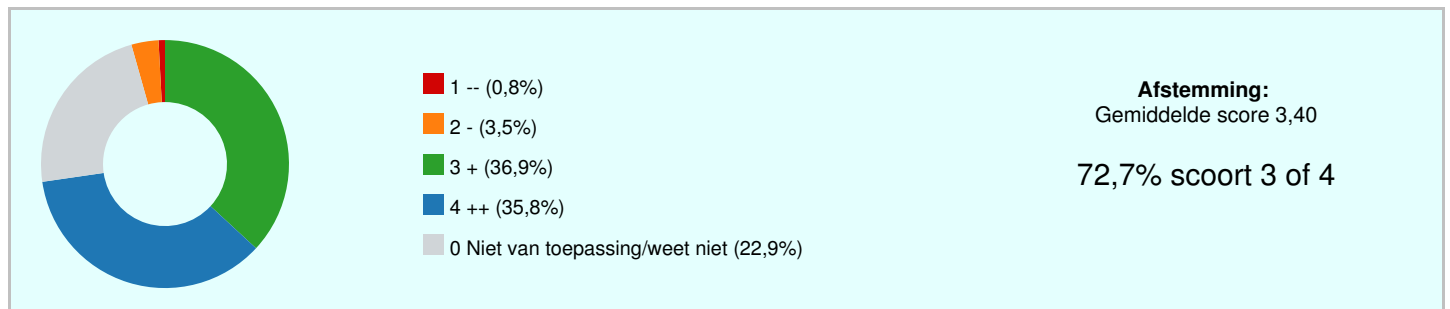 1 -- (0,8%)
2 - (3,5%)
3 + (36,9%)
4 ++ (35,8%)
0 Niet van toepassing/weet niet (22,9%)
Afstemming:
Gemiddelde score 3,40
72,7% scoort 3 of 4